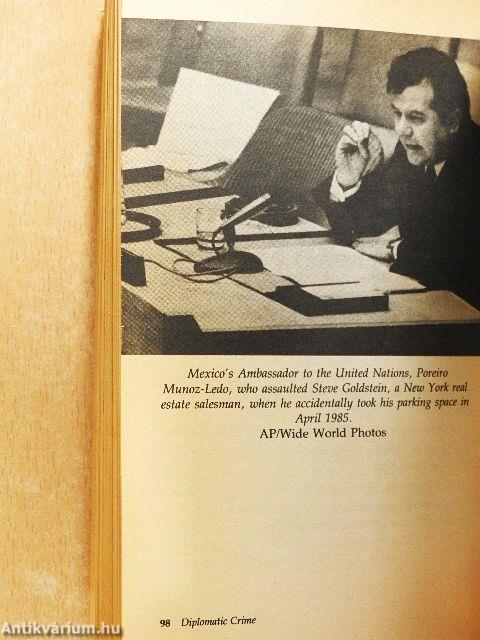 Mexico's Ambassador to the United Nations, Poreiro
Munoz-Ledo, who assaulted Steve Goldstein, a New York real
estate salesman, when he accidentally took his parking space in
April 1985.
AP/Wide World Photos
98 Diplomatic Crime
Antikvárium.hu